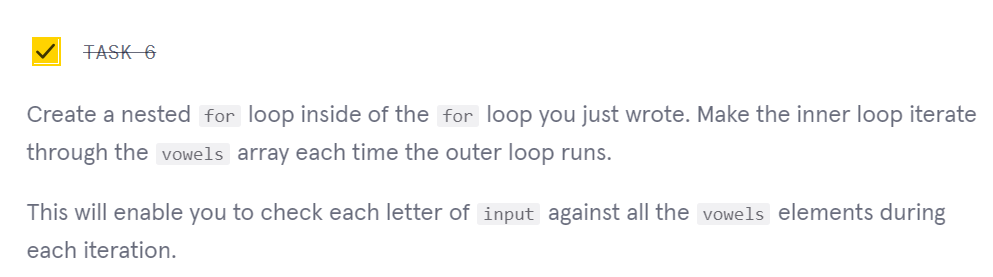 TASK 6
Create a nested for loop inside of the for loop you just wrote. Make the inner loop iterate
through the vowels array each time the outer loop runs.
This will enable you to check each letter of input against all the vowels elements during
each iteration.